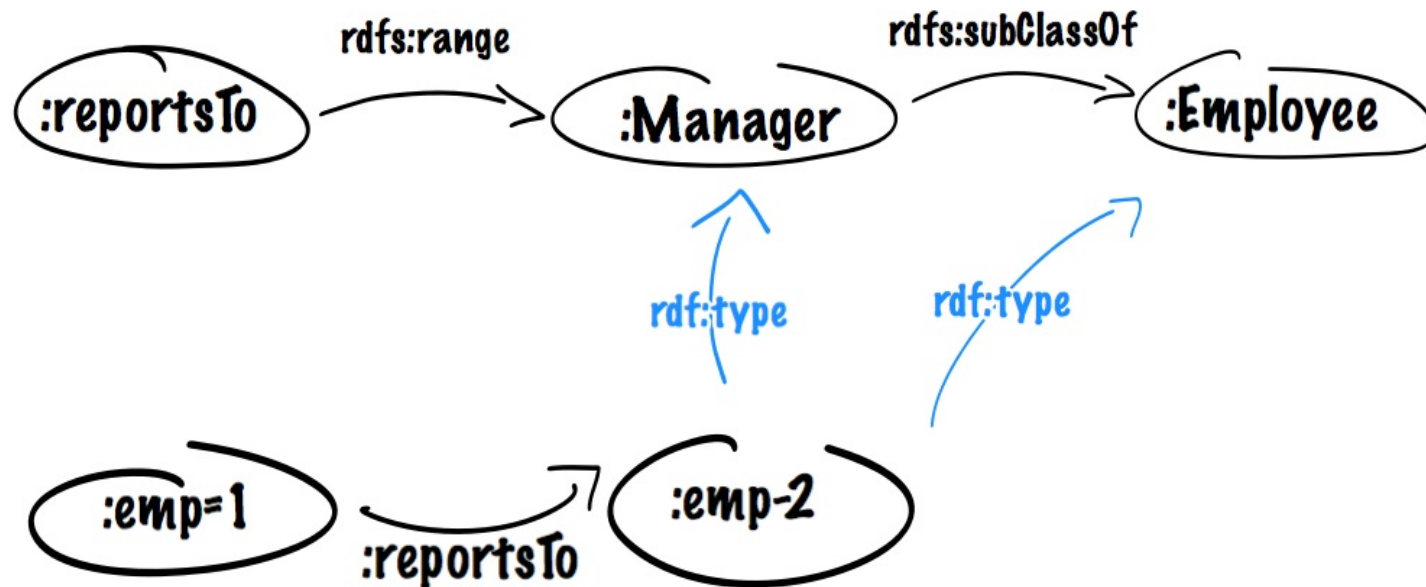 rdfs:range
rdfs:subClassOf
:reportsTo
:Manager
:Employee
rdf:type
rdf:type
:emp=1
:emp-2
:reportsTo